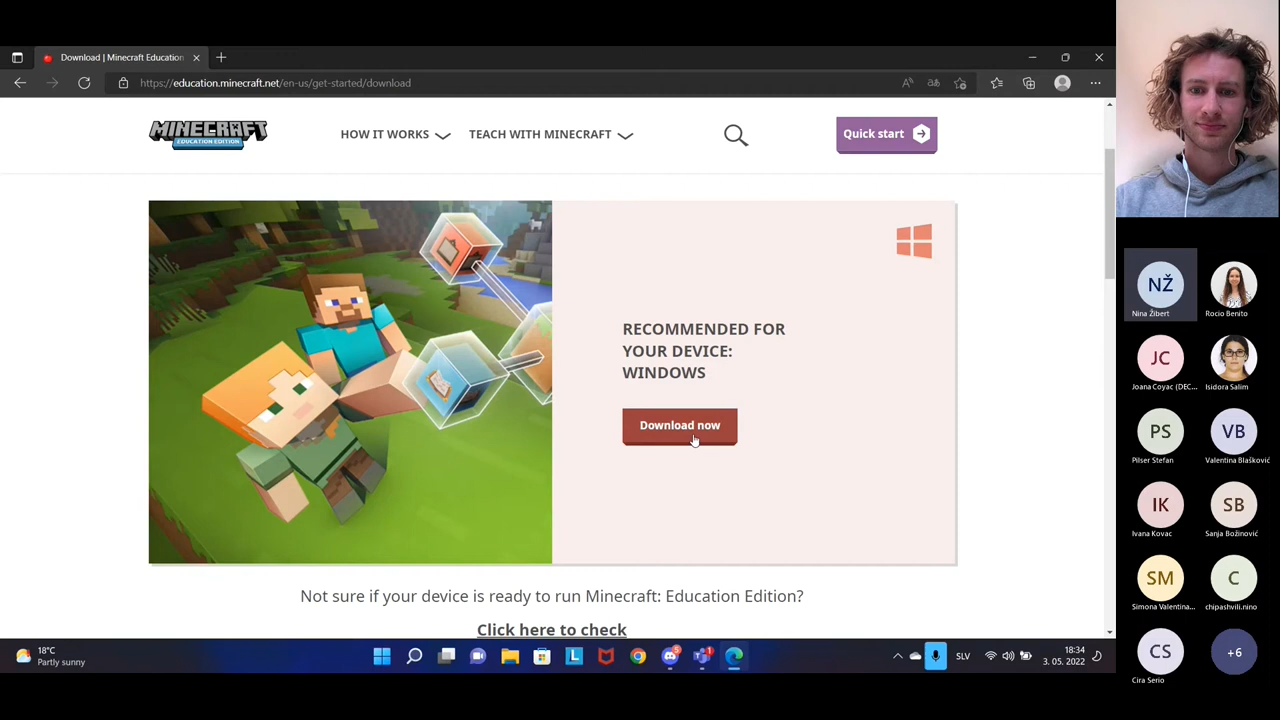 Download | Minecraft Education
https://education.minecraft.net/en-us/get-started/download
MINECRAFT
EDUCATION EDITION
HOW IT WORKS
TEACH WITH MINECRAFT
Quick start
RECOMMENDED FOR
YOUR DEVICE:
WINDOWS
Download now
Not sure if your device is ready to run Minecraft: Education Edition?
Click here to check
18°C
Partly sunny
L
5
1
SLV
18:34
3. 05. 2022
NŽ
Nina Žibert
Rocio Benito
JC
Joana Coyac (DEC...
Isidora Salim
PS
Pilser Stefan
VB
Valentina Blašković
IK
Ivana Kovac
SB
Sanja Božinović
SM
Simona Valentina...
C
chipashvili.nino
CS
Cira Serio
+6